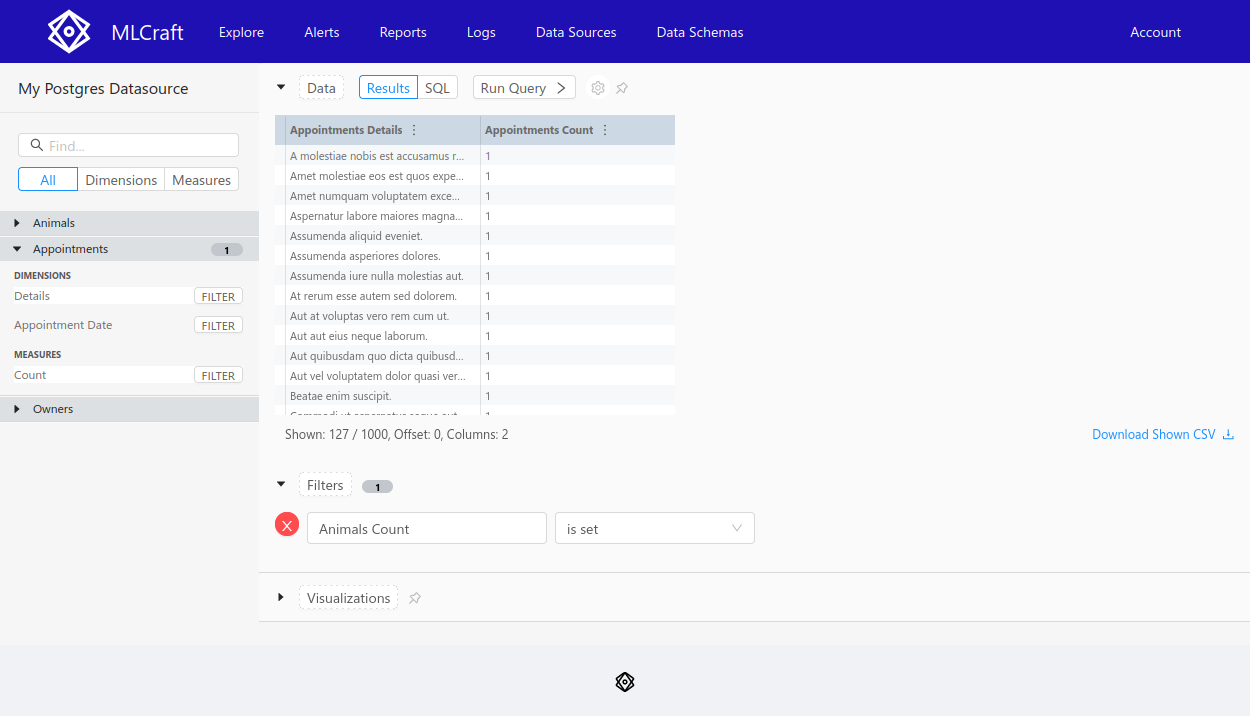 MLCraft Explore Alerts Reports Logs Data Sources Data Schemas Account
My Postgres Datasource
Find...
All Dimensions Measures
Animals
Appointments 1
DIMENSIONS
Details FILTER
Appointment Date FILTER
MEASURES
Count FILTER
Owners
Data Results SQL Run Query
Appointments Details Appointments Count
A molestiae nobis est accusamus r... 1
Amet molestiae eos est quos expe... 1
Amet numquam voluptatem exce... 1
Aspernatur labore maiores magna... 1
Assumenda aliquid eveniet. 1
Assumenda asperiores dolores. 1
Assumenda iure nulla molestias aut. 1
At rerum esse autem sed dolorem. 1
Aut at voluptas vero rem cum ut. 1
Aut aut eius neque laborum. 1
Aut quibusdam quo dicta quibusd... 1
Aut vel voluptatem dolor quasi ver... 1
Beatae enim suscipit. 1
Shown: 127 / 1000, Offset: 0, Columns: 2 Download Shown CSV
Filters 1
X Animals Count is set
Visualizations